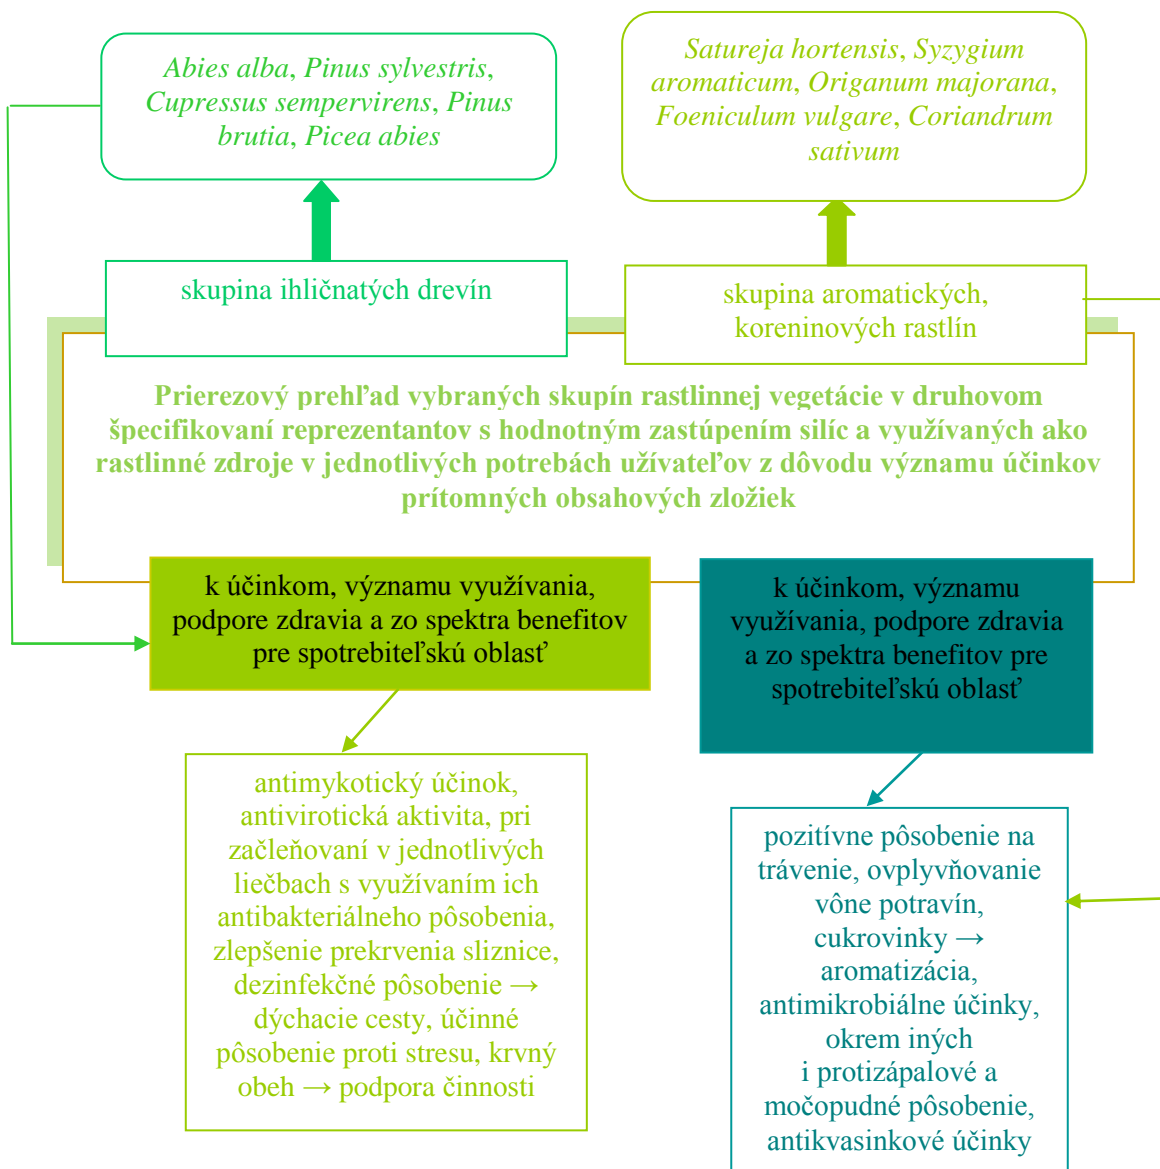 Abies alba, Pinus sylvestris,
Cupressus sempervirens, Pinus
brutia, Picea abies
Satureja hortensis, Syzygium
aromaticum, Origanum majorana,
Foeniculum vulgare, Coriandrum
sativum
skupina ihličnatých drevín
skupina aromatických,
koreninových rastlín
Prierezový prehľad vybraných skupín rastlinnej vegetácie v druhovom
špecifikovaní reprezentantov s hodnotným zastúpením silíc a využívaných ako
rastlinné zdroje v jednotlivých potrebách užívateľov z dôvodu významu účinkov
prítomných obsahových zložiek
k účinkom, významu využívania,
podpore zdravia a zo spektra benefitov
pre spotrebiteľskú oblasť
k účinkom, významu
využívania, podpore zdravia
a zo spektra benefitov pre
spotrebiteľskú oblasť
antimykotický účinok,
antivirotická aktivita, pri
začleňovaní v jednotlivých
liečbach s využívaním ich
antibakteriálneho pôsobenia,
zlepšenie prekrvenia sliznice,
dezinfekčné pôsobenie →
dýchacie cesty, účinné
pôsobenie proti stresu, krvný
obeh → podpora činnosti
pozitívne pôsobenie na
trávenie, ovplyvňovanie
vône potravín,
cukrovinky →
aromatizácia,
antimikrobiálne účinky,
okrem iných
i protizápalové a
močopudné pôsobenie,
antikvasinkové účinky